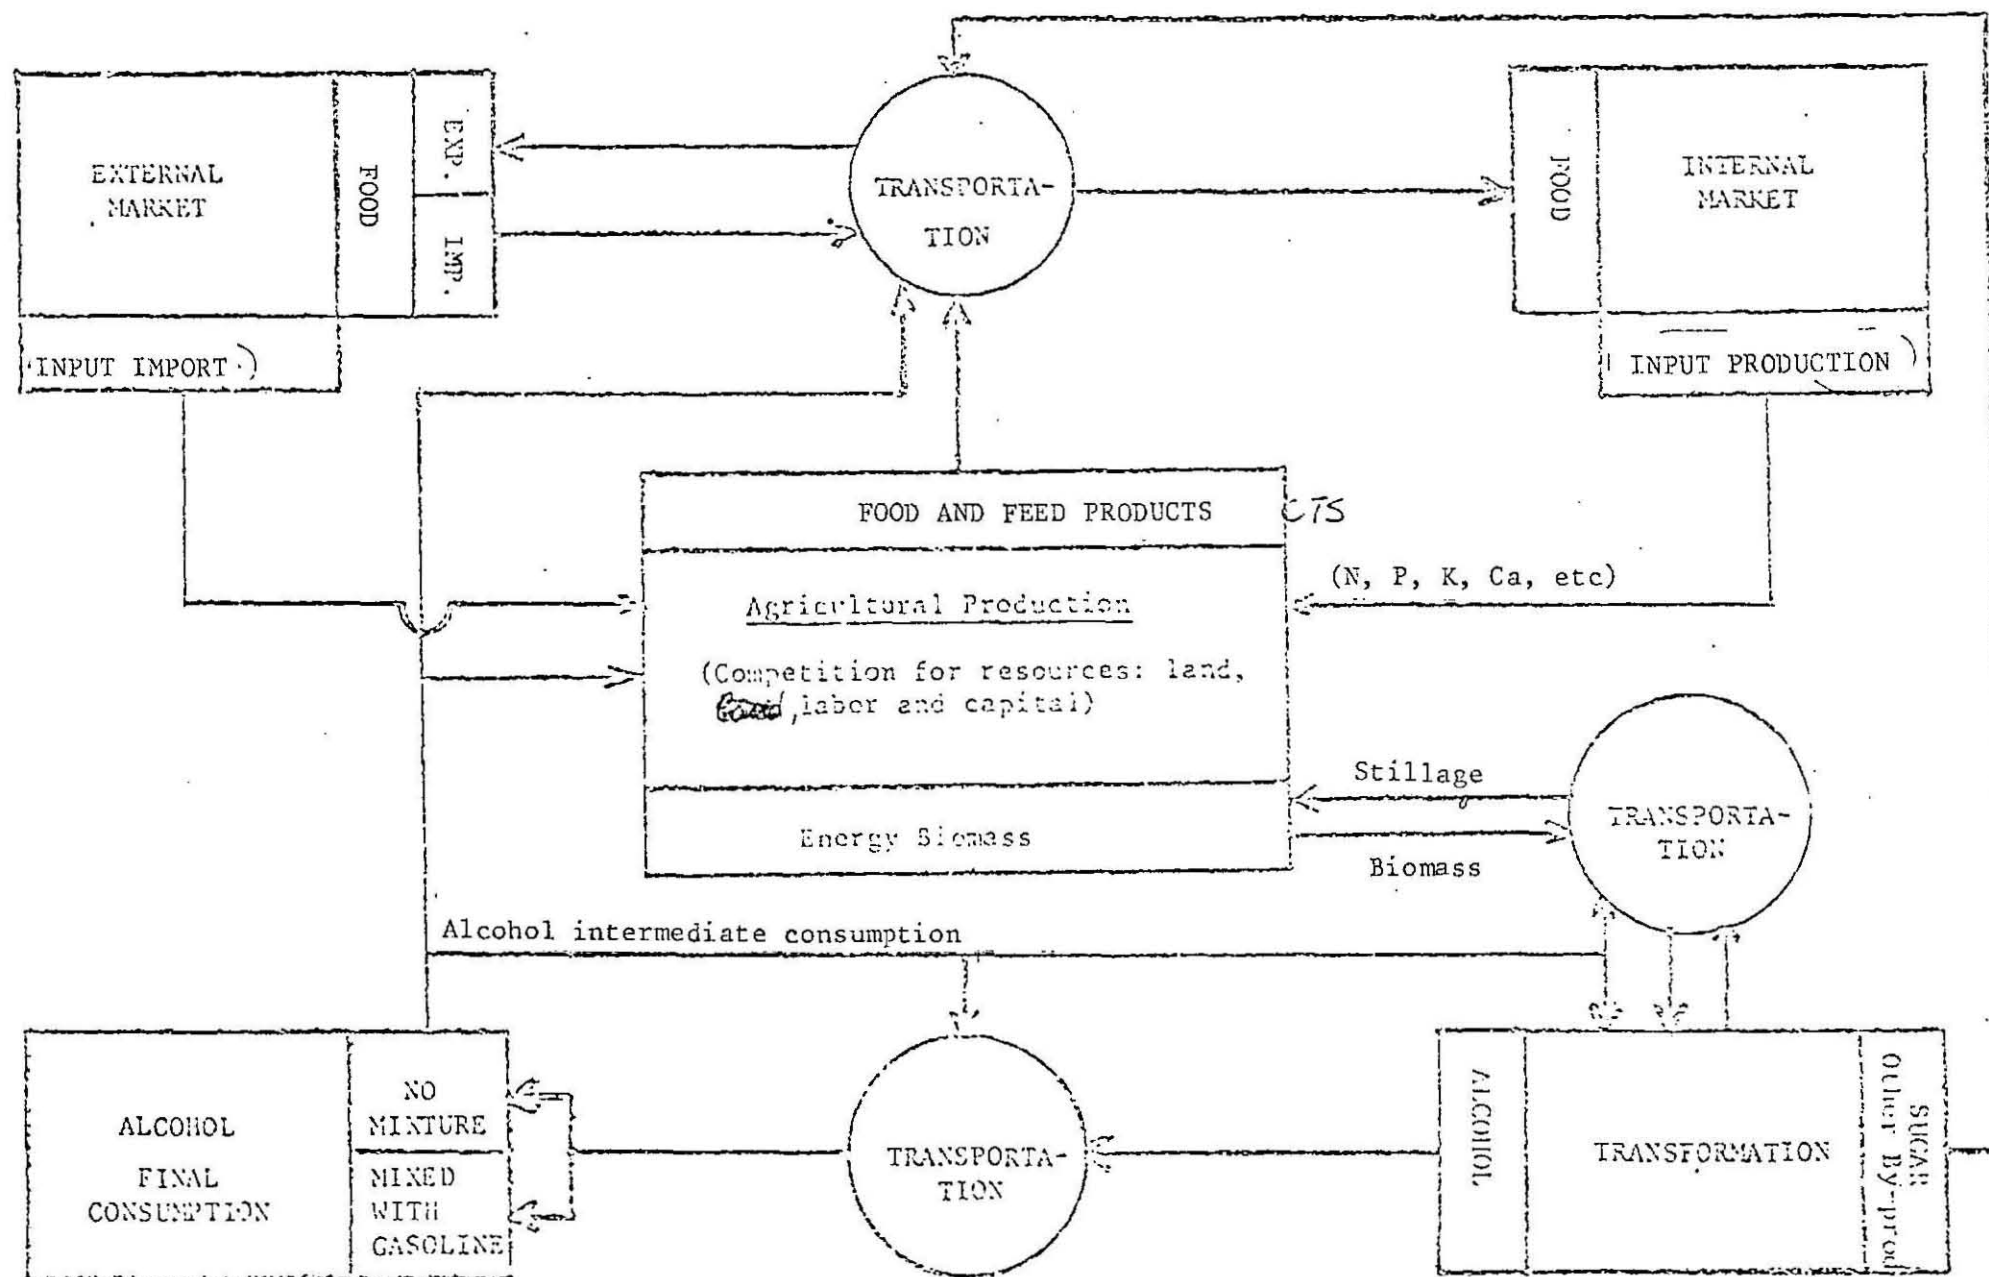 EXTERNAL
MARKET
FOOD
EXP.
IMP.
INPUT IMPORT
TRANSPORTA-
TION
FOOD
INTERNAL
MARKET
INPUT PRODUCTION
FOOD AND FEED PRODUCTS
CTS
(N, P, K, Ca, etc)
Agricultural Production
(Competition for resources: land,
,labor and capital)
Energy Biomass
Stillage
Biomass
TRANSPORTA-
TION
Alcohol intermediate consumption
ALCOHOL
FINAL
CONSUMPTION
NO
MIXTURE
MIXED
WITH
GASOLINE
TRANSPORTA-
TION
ALCOHOL
TRANSFORMATION
SUGAR
Other By-prod